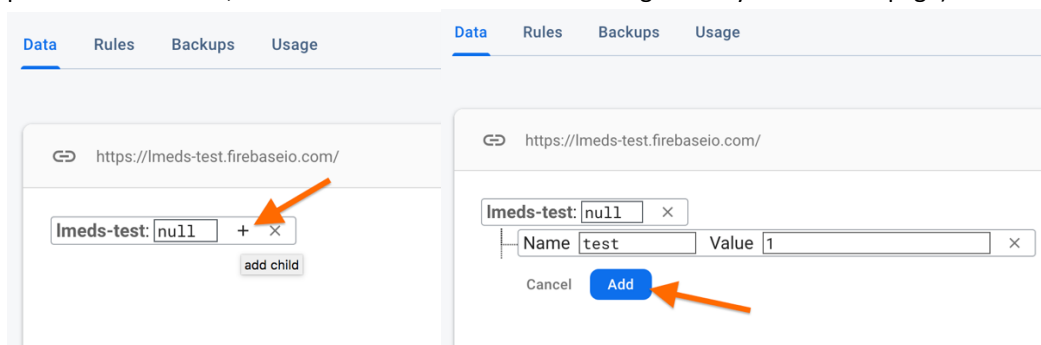 Data Rules Backups Usage
https://lmeds-test.firebaseio.com/
lmeds-test: null + ×
add child
Data Rules Backups Usage
https://lmeds-test.firebaseio.com/
lmeds-test: null ×
Name test Value 1 ×
Cancel Add